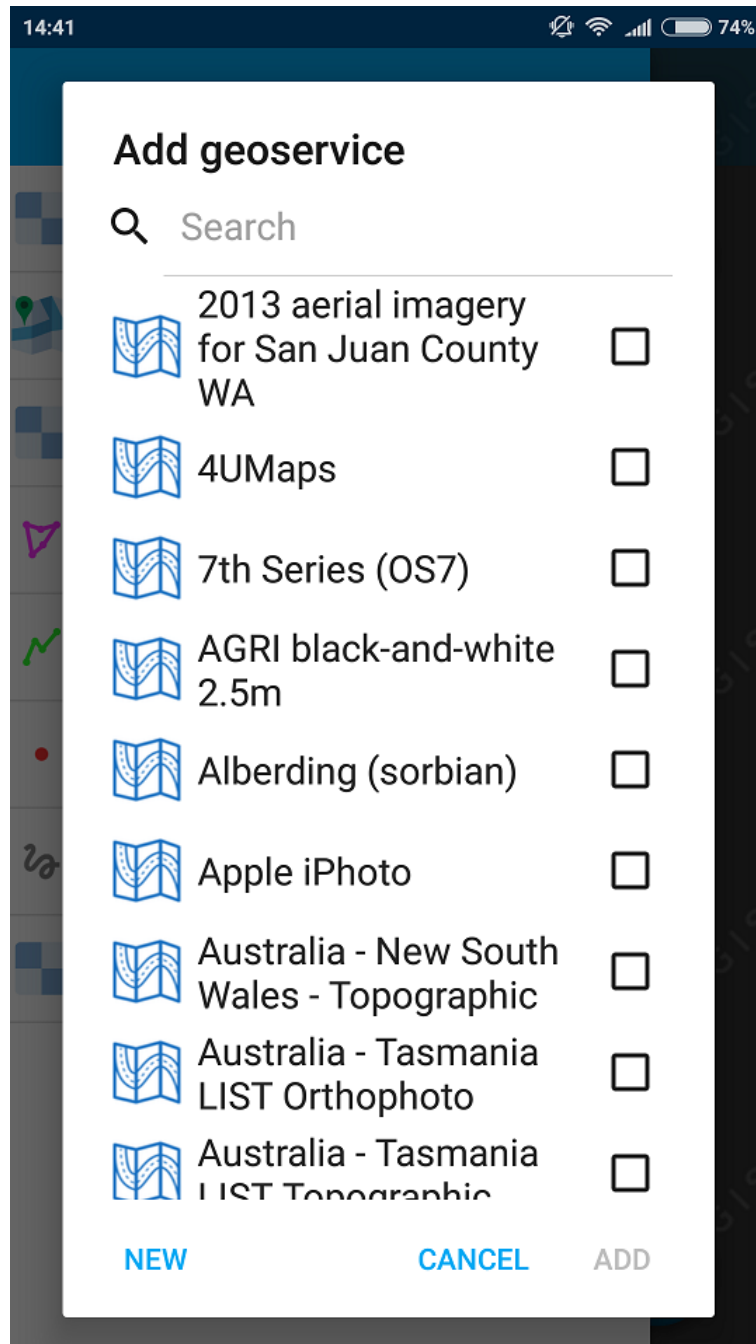 14:41
74%
Add geoservice
Search
2013 aerial imagery
for San Juan County
WA
4UMaps
7th Series (OS7)
AGRI black-and-white
2.5m
Alberding (sorbian)
Apple iPhoto
Australia - New South
Wales - Topographic
Australia - Tasmania
LIST Orthophoto
Australia - Tasmania
LIST Topographic
NEW CANCEL ADD